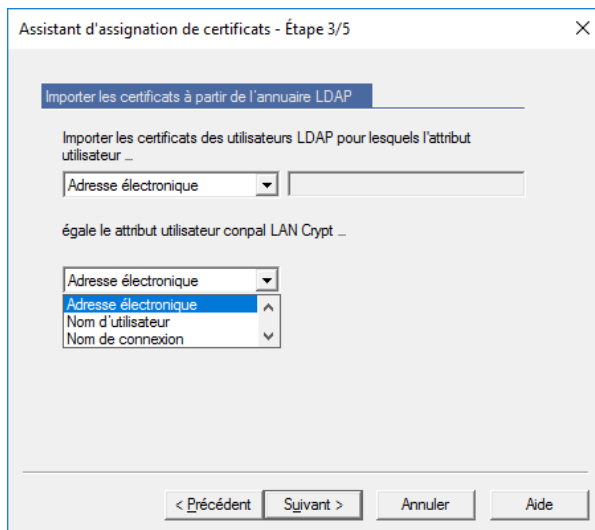 Assistant d'assignation de certificats - Étape 3/5
Importer les certificats à partir de l'annuaire LDAP
Importer les certificats des utilisateurs LDAP pour lesquels l'attribut
utilisateur ...
Adresse électronique
égale le attribut utilisateur conpal LAN Crypt ...
Adresse électronique
Adresse électronique
Nom d'utilisateur
Nom de connexion
< Précédent Suivant > Annuler Aide